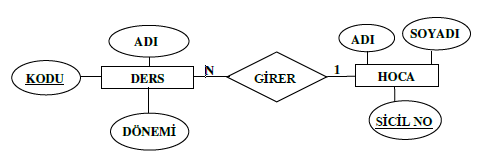 ADI
ADI
SOYADI
KODU
DERS
N
GİRER
1
HOCA
DÖNEMİ
SİCİL NO